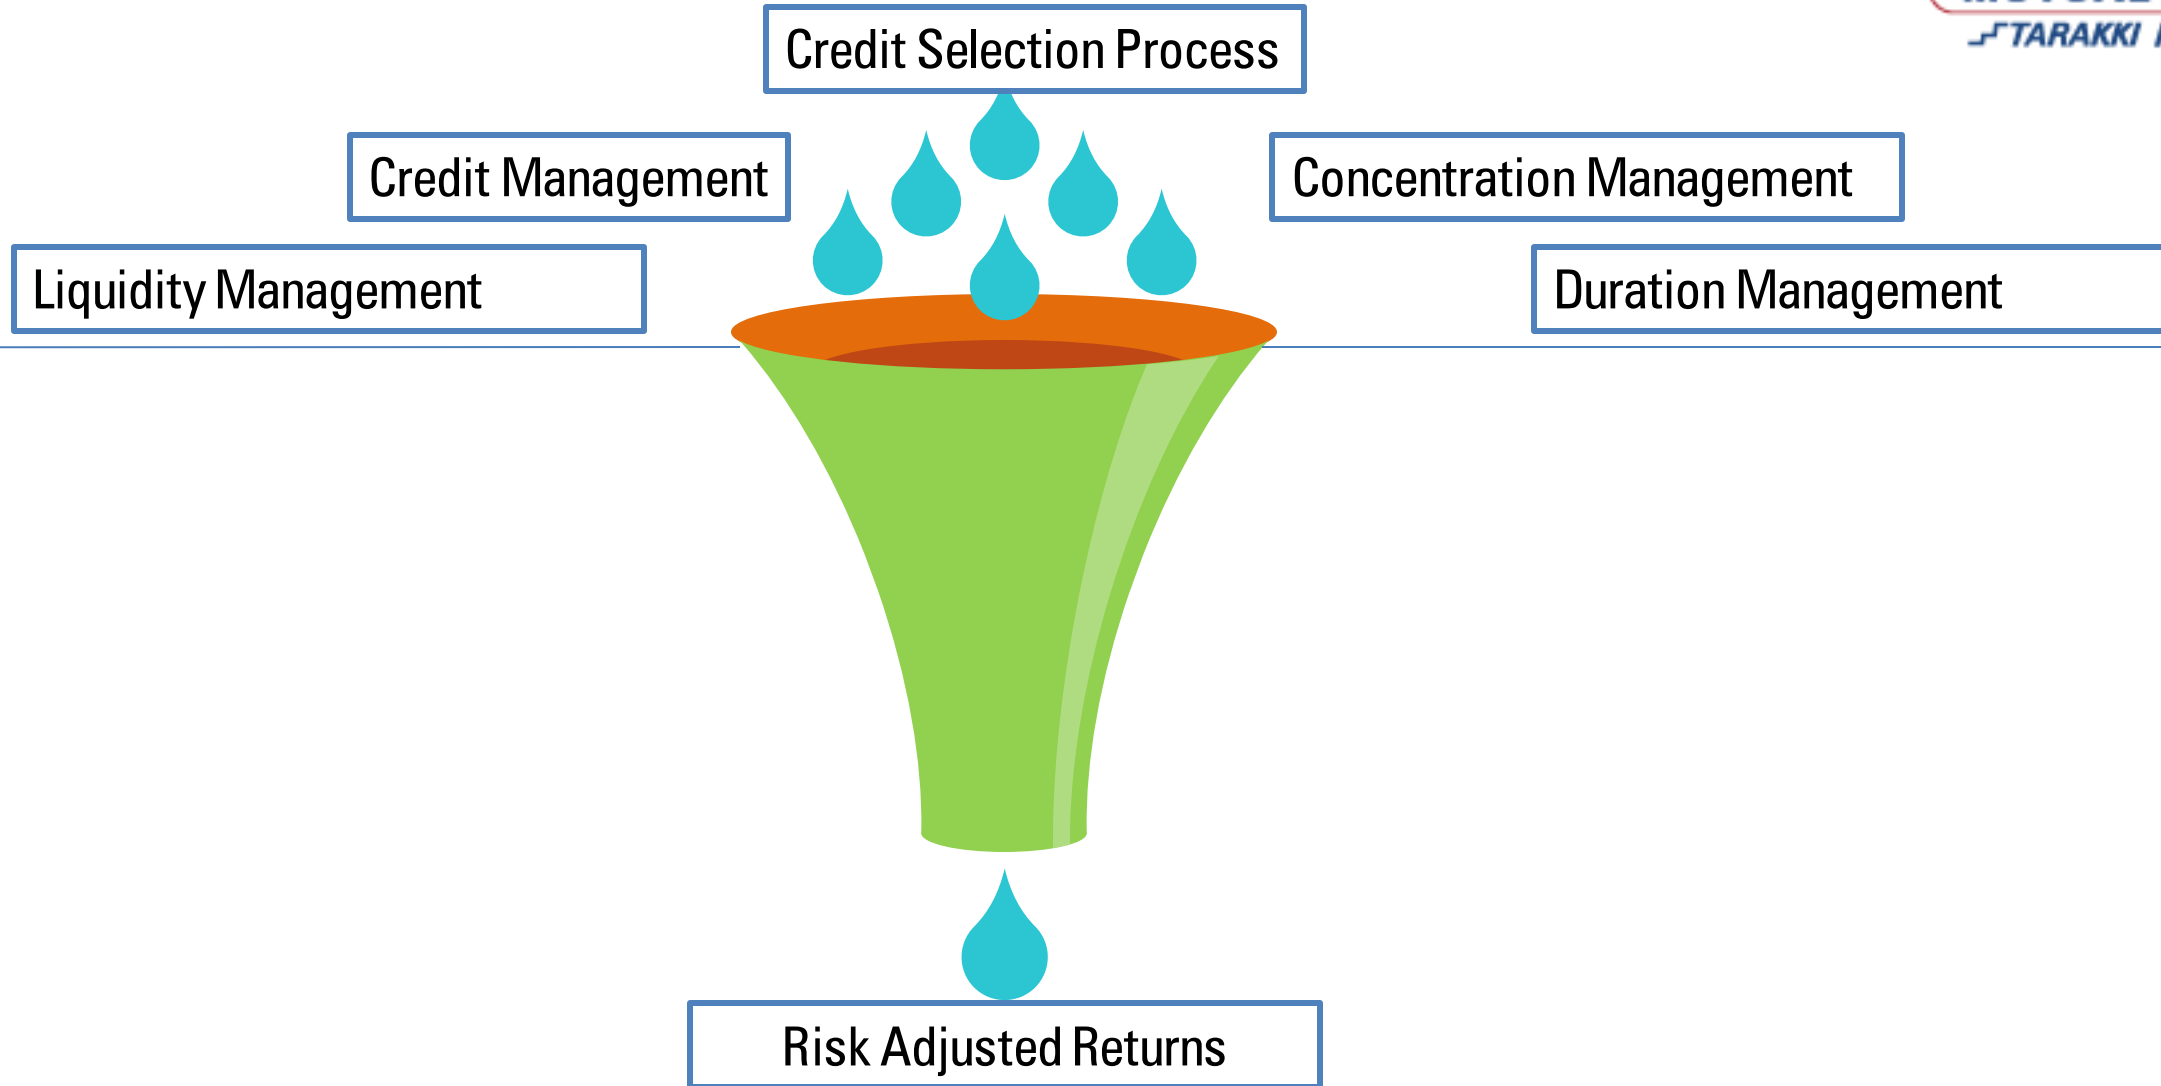 TARAKKI
Credit Selection Process
Credit Management
Concentration Management
Liquidity Management
Duration Management
Risk Adjusted Returns